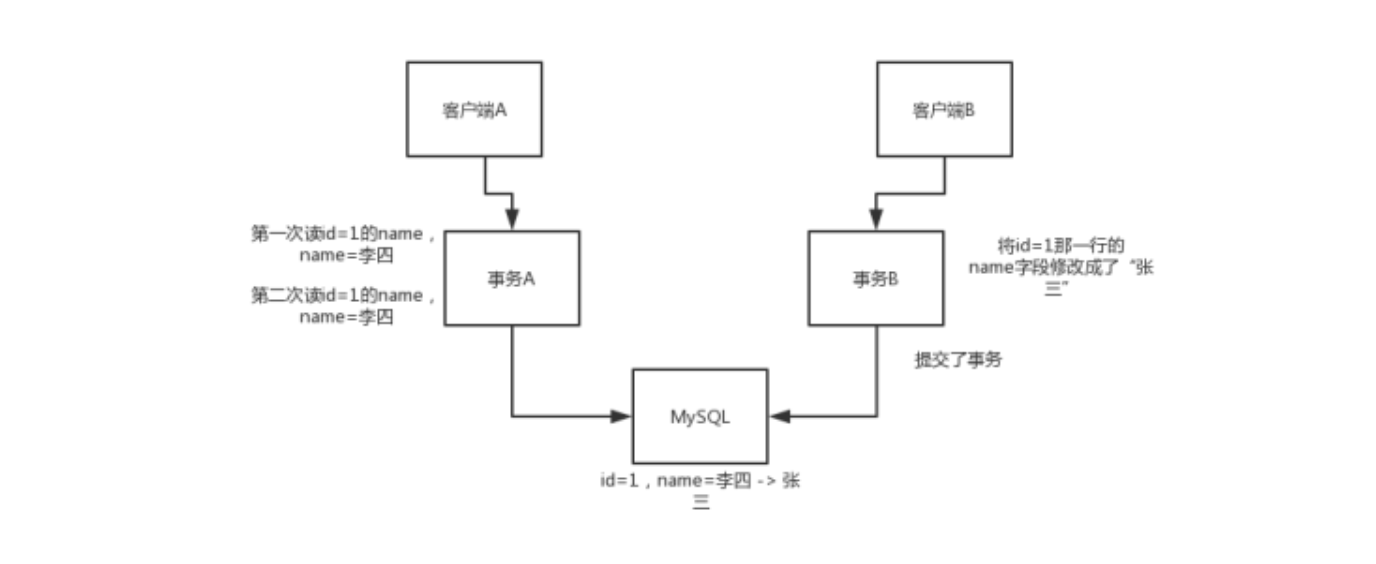 客户端A
客户端B
第一次读id=1的name，
name=李四
第二次读id=1的name，
name=李四
事务A
事务B
将id=1那一行的
name字段修改成了“张
三”
提交了事务
MySQL
id=1，name=李四 -> 张
三